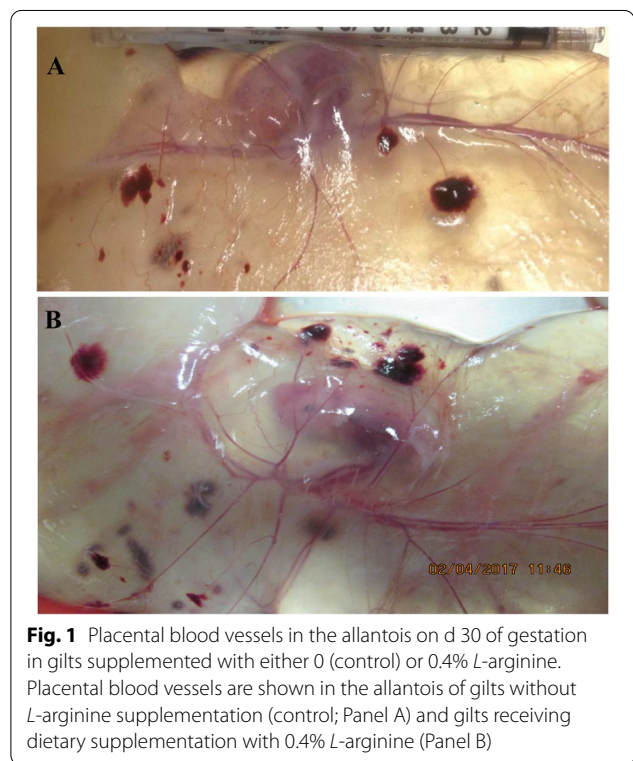 A
B
02/04/2017 11:46
Fig. 1 Placental blood vessels in the allantois on d 30 of gestation
in gilts supplemented with either 0 (control) or 0.4% L-arginine.
Placental blood vessels are shown in the allantois of gilts without
L-arginine supplementation (control; Panel A) and gilts receiving
dietary supplementation with 0.4% L-arginine (Panel B)